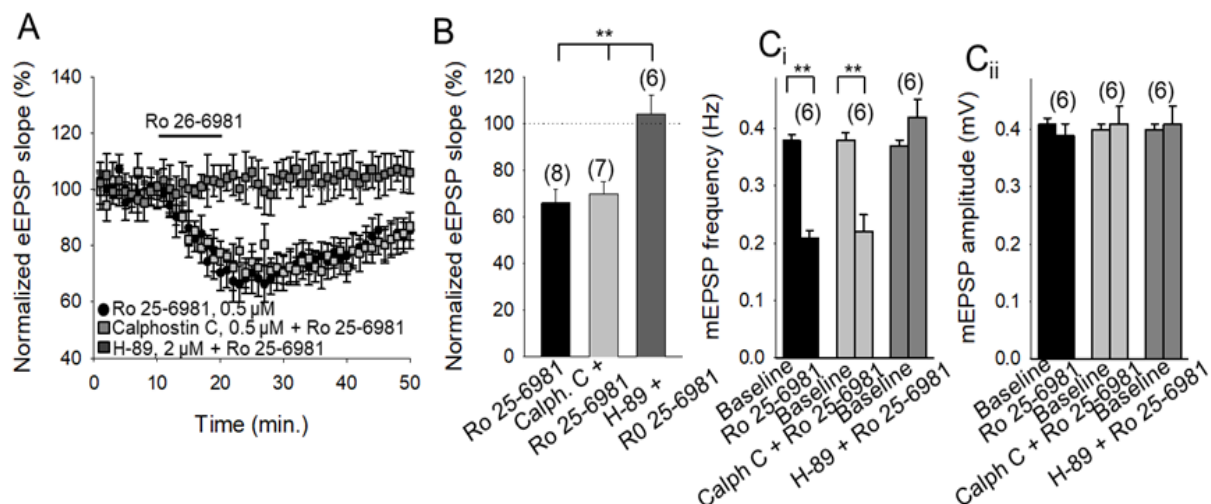 A
Normalized eEPSP slope (%)
140
120
100
80
60
40
Ro 26-6981
Ro 25-6981, 0.5 µM
Calphostin C, 0.5 µM + Ro 25-6981
H-89, 2 µM + Ro 25-6981
0 10 20 30 40 50
Time (min.)
B
Normalized eEPSP slope (%)
120
100
80
60
40
20
0
**
(8)
(7)
(6)
Ro 25-6981
Calph. C +
Ro 25-6981
H-89 +
R0 25-6981
Ci
mEPSP frequency (Hz)
0.4
0.3
0.2
0.1
0.0
** **
(6) (6) (6)
Baseline
Ro 25-6981
Baseline
Calph C + Ro 25-6981
Baseline
H-89 + Ro 25-6981
Cii
mEPSP amplitude (mV)
0.4
0.3
0.2
0.1
0.0
(6) (6) (6)
Baseline
Ro 25-6981
Baseline
Calph C + Ro 25-6981
Baseline
H-89 + Ro 25-6981